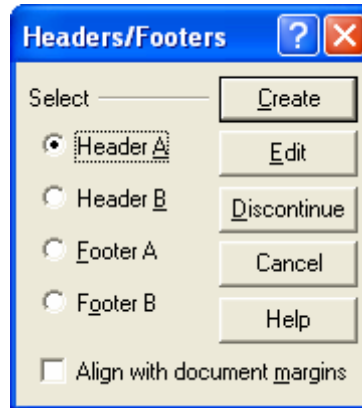 Headers/Footers
Select
Create
Header A
Edit
Header B
Discontinue
Footer A
Cancel
Footer B
Help
Align with document margins